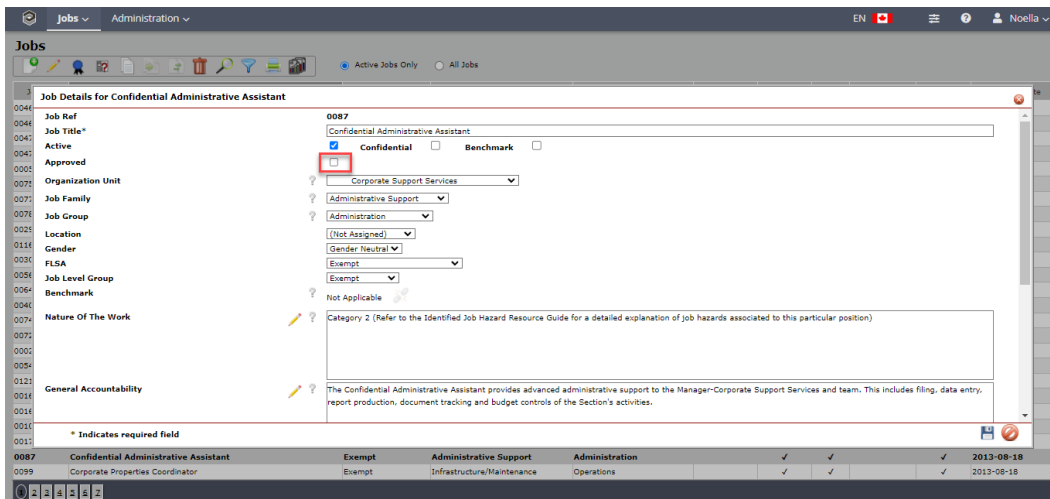 Jobs Administration EN Noella
Jobs
Active Jobs Only All Jobs
Job Details for Confidential Administrative Assistant
Job Ref 0087
Job Title* Confidential Administrative Assistant
Active Confidential Benchmark
Approved
Organization Unit ? Corporate Support Services
Job Family ? Administrative Support
Job Group ? Administration
Location (Not Assigned)
Gender Gender Neutral
FLSA Exempt
Job Level Group Exempt
Benchmark ? Not Applicable
Nature Of The Work ? Category 2 (Refer to the Identified Job Hazard Resource Guide for a detailed explanation of job hazards associated to this particular position)
General Accountability ? The Confidential Administrative Assistant provides advanced administrative support to the Manager-Corporate Support Services and team. This includes filing, data entry,
report production, document tracking and budget controls of the Section's activities.
* Indicates required field
0087 Confidential Administrative Assistant Exempt Administrative Support Administration ✓ ✓ ✓ 2013-08-18
0099 Corporate Properties Coordinator Exempt Infrastructure/Maintenance Operations ✓ ✓ ✓ 2013-08-18
1 2 3 4 5 6 7